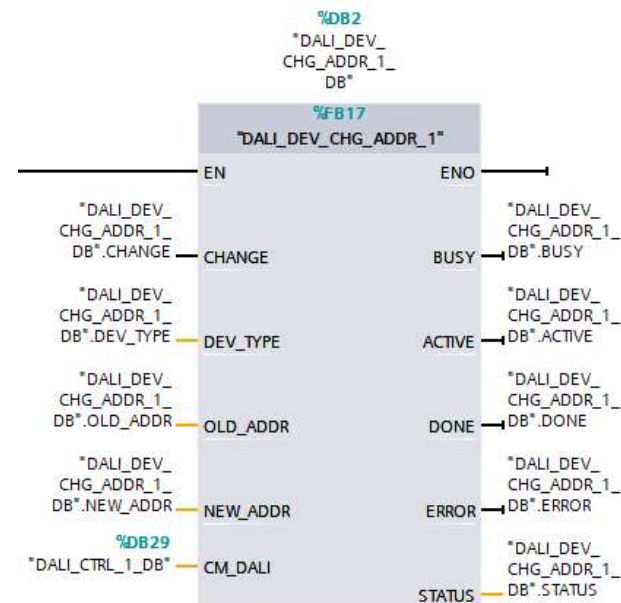 %DB2
"DALI_DEV_
CHG_ADDR_1_
DB"
%FB17
"DALI_DEV_CHG_ADDR_1"
EN
ENO
"DALI_DEV_
CHG_ADDR_1_
DB".CHANGE
CHANGE
"DALI_DEV_
CHG_ADDR_1_
DB".BUSY
BUSY
"DALI_DEV_
CHG_ADDR_1_
DB".DEV_TYPE
DEV_TYPE
"DALI_DEV_
CHG_ADDR_1_
DB".ACTIVE
ACTIVE
"DALI_DEV_
CHG_ADDR_1_
DB".OLD_ADDR
OLD_ADDR
"DALI_DEV_
CHG_ADDR_1_
DB".DONE
DONE
"DALI_DEV_
CHG_ADDR_1_
DB".NEW_ADDR
NEW_ADDR
"DALI_DEV_
CHG_ADDR_1_
DB".ERROR
ERROR
%DB29
"DALI_CTRL_1_DB"
CM_DALI
"DALI_DEV_
CHG_ADDR_1_
DB".STATUS
STATUS